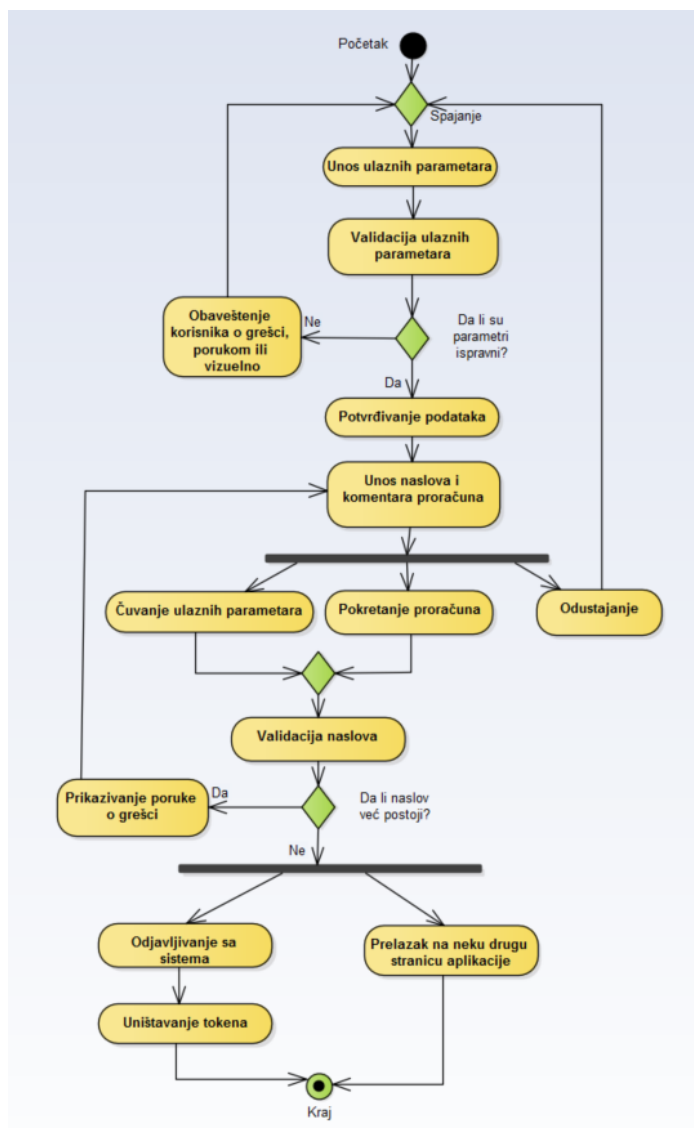 Početak
Spajanje
Unos ulaznih parametara
Validacija ulaznih
parametara
Obaveštenje
korisnika o grešci,
porukom ili
vizuelno
Ne
Da li su
parametri
ispravni?
Da
Potvrđivanje podataka
Unos naslova i
komentara proračuna
Čuvanje ulaznih parametara
Pokretanje proračuna
Odustajanje
Validacija naslova
Prikazivanje poruke
o grešci
Da
Da li naslov
već postoji?
Ne
Odjavljivanje sa
sistema
Prelazak na neku drugu
stranicu aplikacije
Uništavanje tokena
Kraj